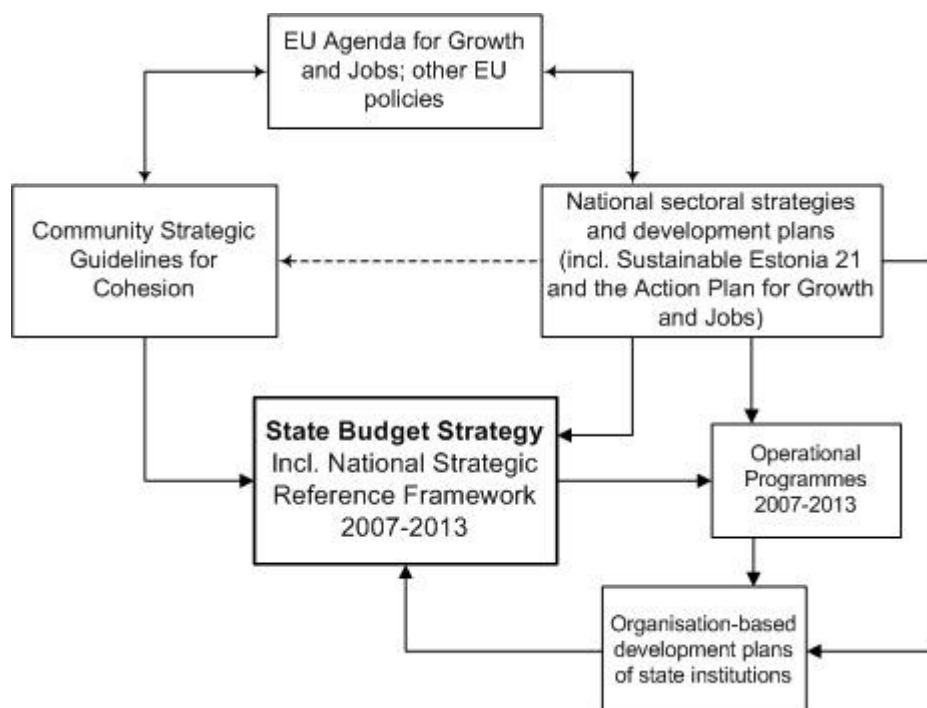 EU Agenda for Growth
and Jobs; other EU
policies
Community Strategic
Guidelines for
Cohesion
National sectoral strategies
and development plans
(incl. Sustainable Estonia 21
and the Action Plan for Growth
and Jobs)
State Budget Strategy
Incl. National Strategic
Reference Framework
2007-2013
Operational
Programmes
2007-2013
Organisation-based
development plans
of state institutions